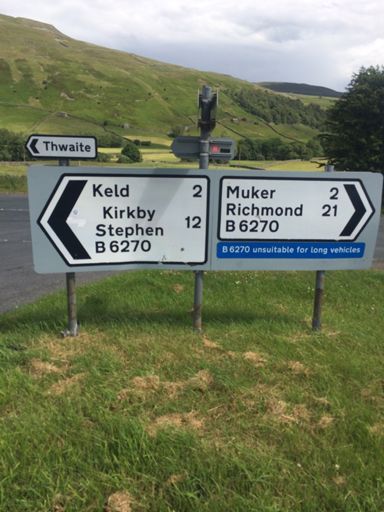 Thwaite
Keld 2
Kirkby
Stephen 12
B 6270
Muker 2
Richmond 21
B 6270
B 6270 unsuitable for long vehicles